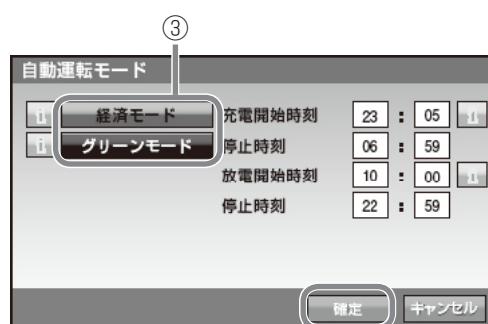 ③
自動運転モード
経済モード 充電開始時刻 23 : 05
グリーンモード 停止時刻 06 : 59
放電開始時刻 10 : 00
停止時刻 22 : 59
確定 キャンセル